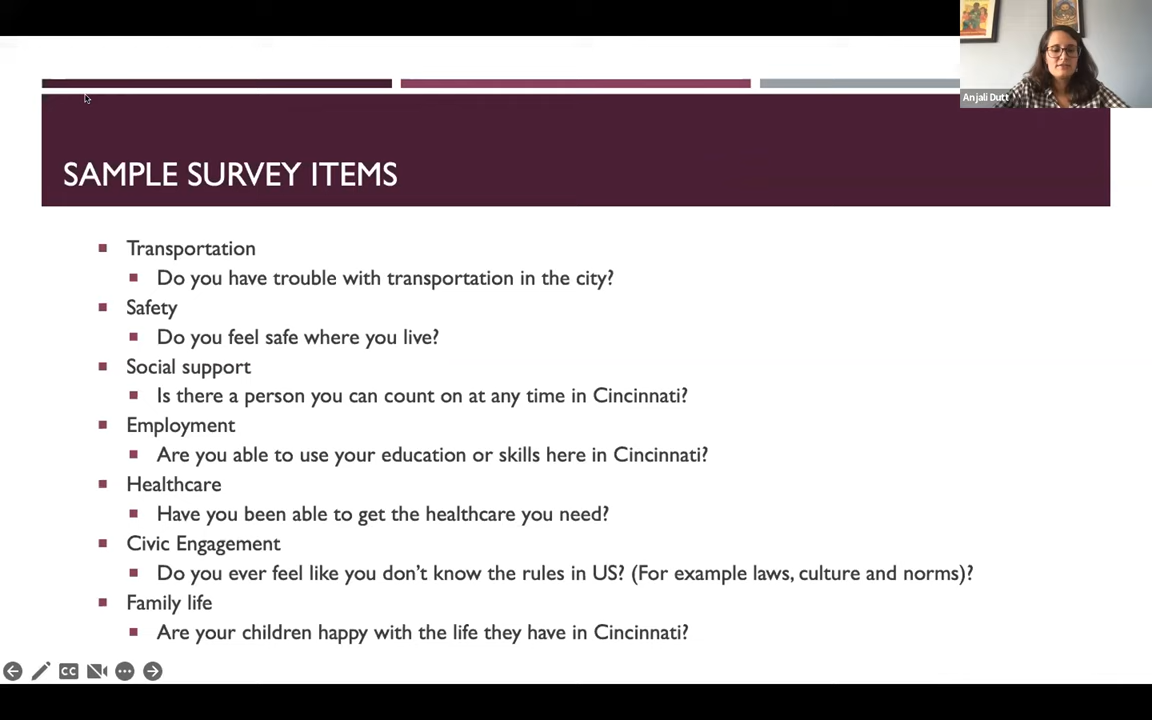 Anjali Dutt
SAMPLE SURVEY ITEMS
Transportation
Do you have trouble with transportation in the city?
Safety
Do you feel safe where you live?
Social support
Is there a person you can count on at any time in Cincinnati?
Employment
Are you able to use your education or skills here in Cincinnati?
Healthcare
Have you been able to get the healthcare you need?
Civic Engagement
Do you ever feel like you don't know the rules in US? (For example laws, culture and norms)?
Family life
Are your children happy with the life they have in Cincinnati?
CC